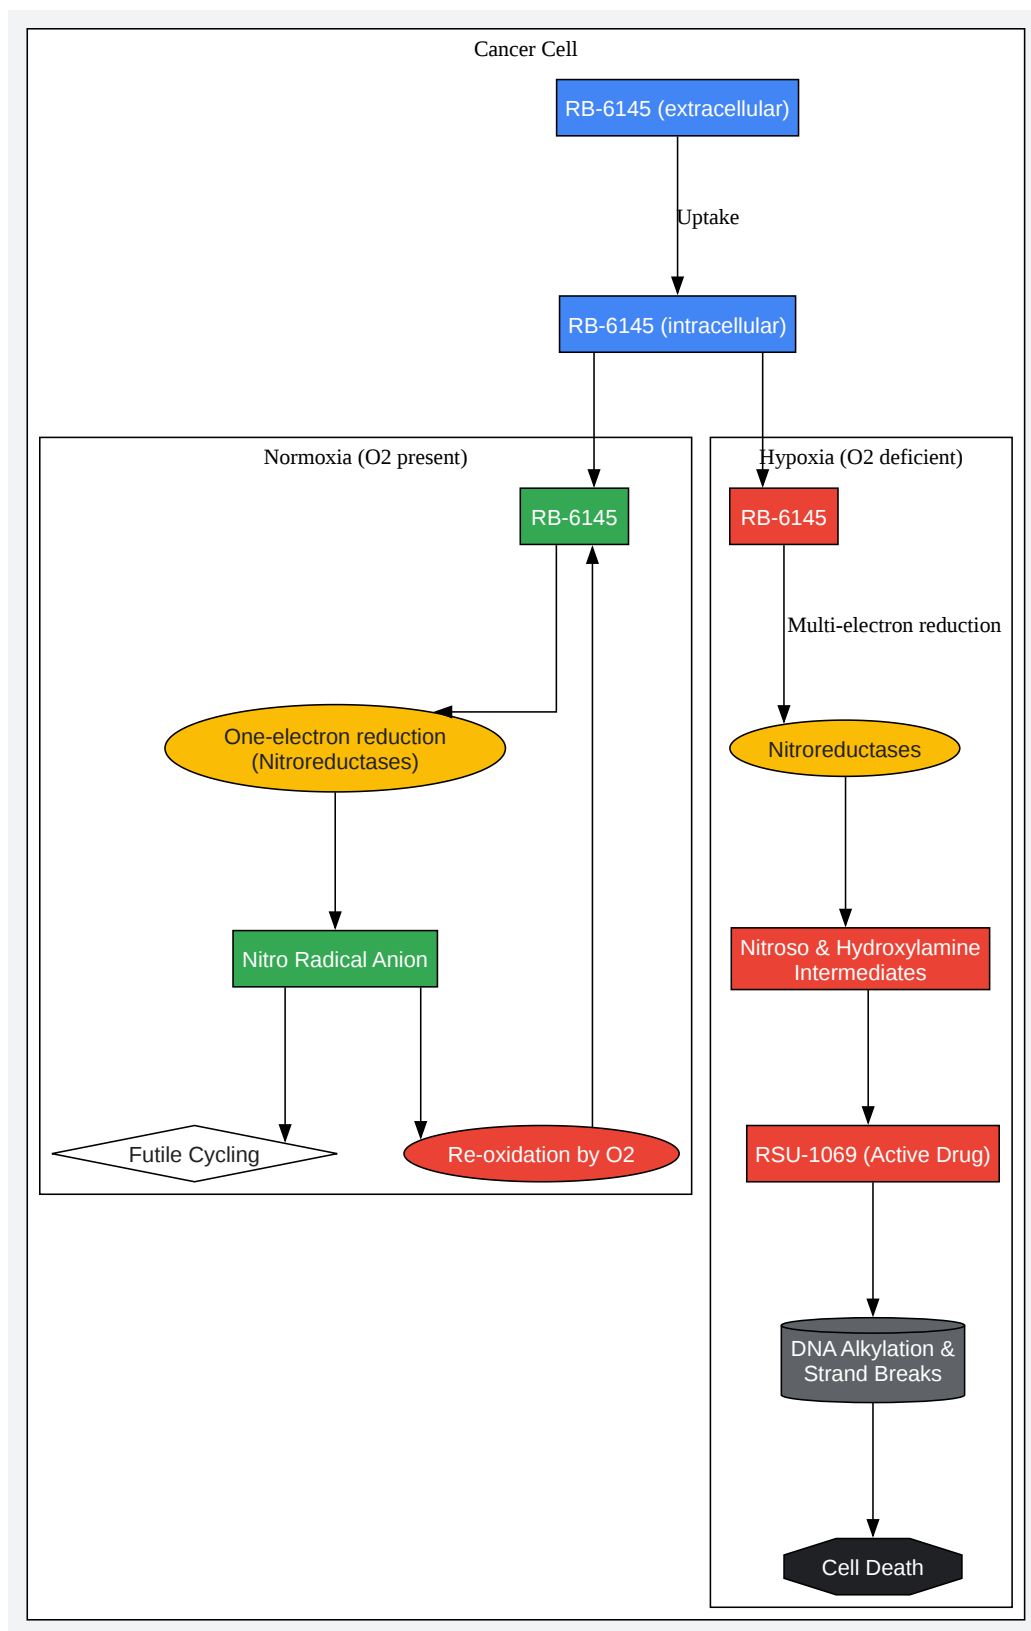 Cancer Cell
RB-6145 (extracellular)
Uptake
RB-6145 (intracellular)
Normoxia (O2 present)
RB-6145
One-electron reduction
(Nitroreductases)
Nitro Radical Anion
Futile Cycling
Re-oxidation by O2
Hypoxia (O2 deficient)
RB-6145
Multi-electron reduction
Nitroreductases
Nitroso & Hydroxylamine
Intermediates
RSU-1069 (Active Drug)
DNA Alkylation &
Strand Breaks
Cell Death